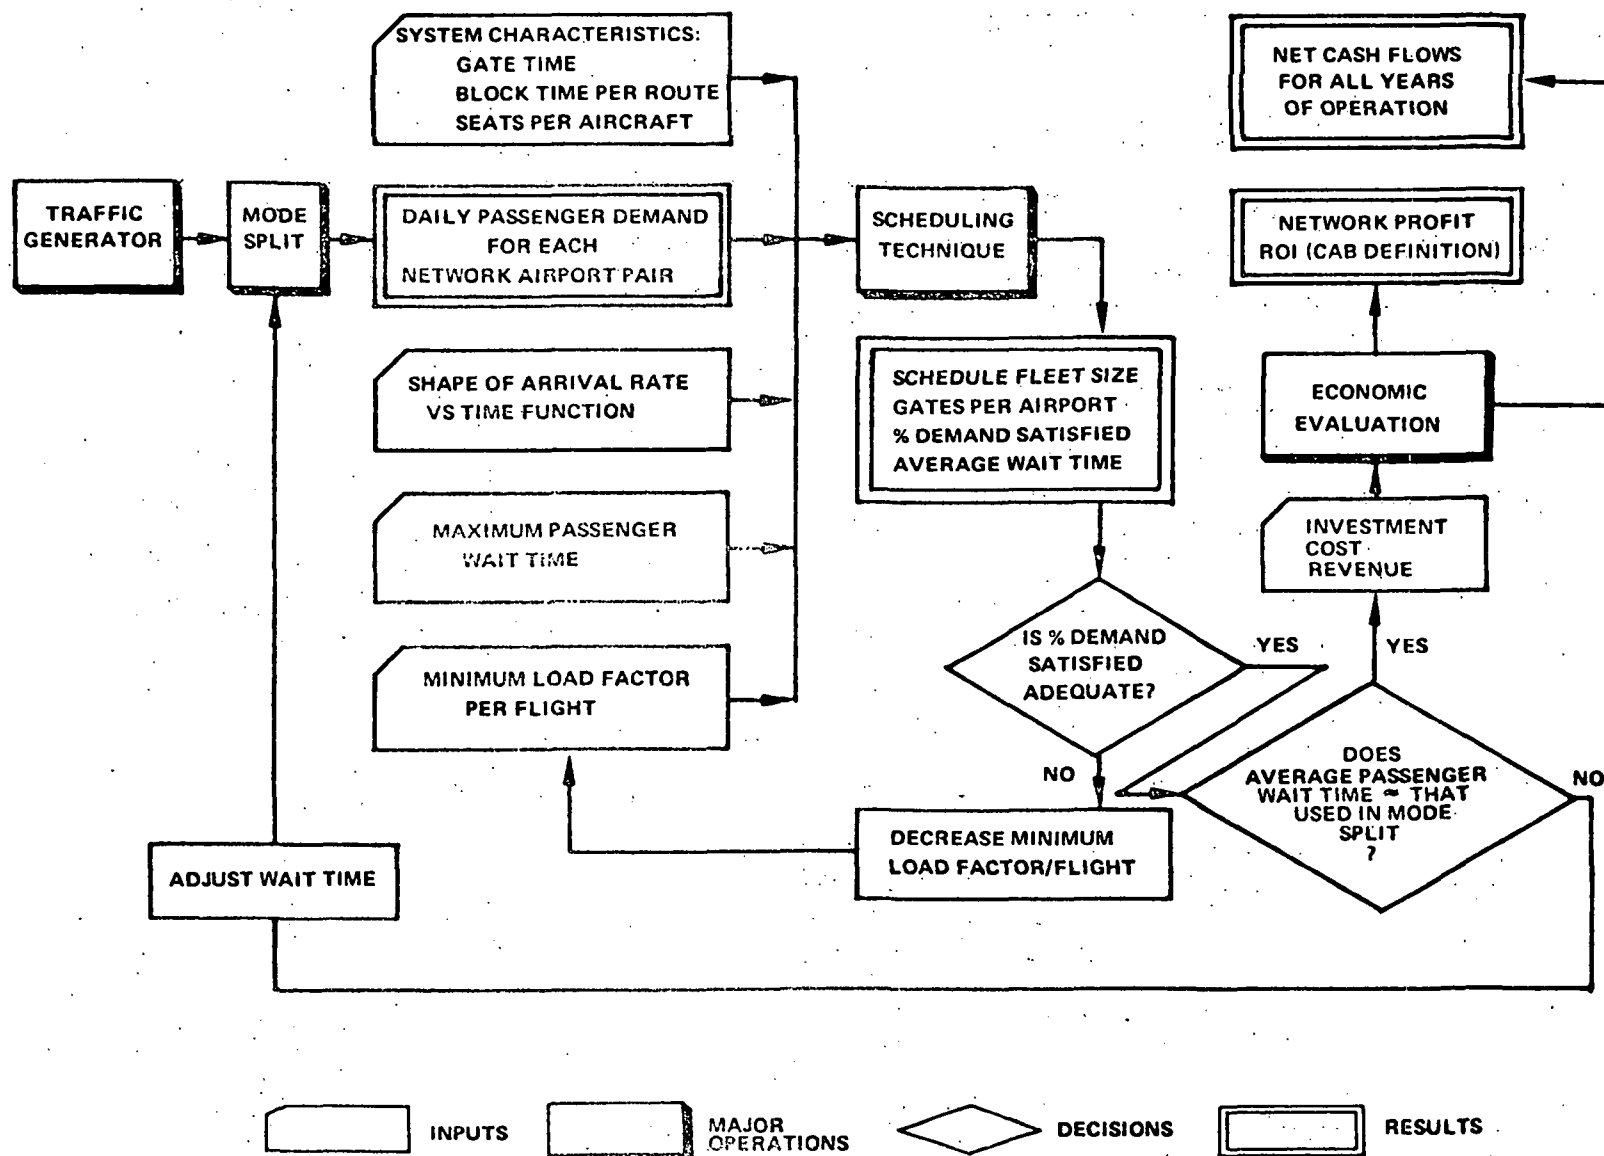 SYSTEM CHARACTERISTICS:
GATE TIME
BLOCK TIME PER ROUTE
SEATS PER AIRCRAFT
NET CASH FLOWS
FOR ALL YEARS
OF OPERATION
TRAFFIC
GENERATOR
MODE
SPLIT
DAILY PASSENGER DEMAND
FOR EACH
NETWORK AIRPORT PAIR
SCHEDULING
TECHNIQUE
NETWORK PROFIT
ROI (CAB DEFINITION)
SHAPE OF ARRIVAL RATE
VS TIME FUNCTION
SCHEDULE FLEET SIZE
GATES PER AIRPORT
% DEMAND SATISFIED
AVERAGE WAIT TIME
ECONOMIC
EVALUATION
MAXIMUM PASSENGER
WAIT TIME
INVESTMENT
COST
REVENUE
MINIMUM LOAD FACTOR
PER FLIGHT
IS % DEMAND
SATISFIED
ADEQUATE?
YES
YES
NO
DOES
AVERAGE PASSENGER
WAIT TIME ≈ THAT
USED IN MODE
SPLIT
?
NO
DECREASE MINIMUM
LOAD FACTOR/FLIGHT
ADJUST WAIT TIME
INPUTS
MAJOR
OPERATIONS
DECISIONS
RESULTS